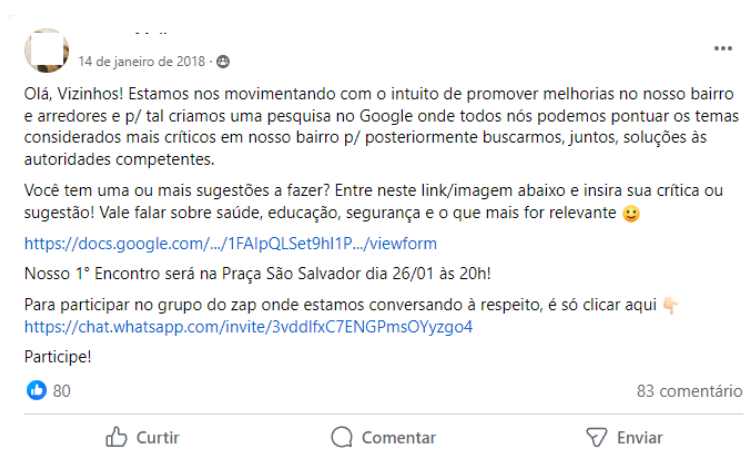 14 de janeiro de 2018 ·
Olá, Vizinhos! Estamos nos movimentando com o intuito de promover melhorias no nosso bairro
e arredores e p/ tal criamos uma pesquisa no Google onde todos nós podemos pontuar os temas
considerados mais críticos em nosso bairro p/ posteriormente buscarmos, juntos, soluções às
autoridades competentes.
Você tem uma ou mais sugestões a fazer? Entre neste link/imagem abaixo e insira sua crítica ou
sugestão! Vale falar sobre saúde, educação, segurança e o que mais for relevante 🙂
https://docs.google.com/.../1FAIpQLSet9hI1P.../viewform
Nosso 1° Encontro será na Praça São Salvador dia 26/01 às 20h!
Para participar no grupo do zap onde estamos conversando à respeito, é só clicar aqui 👇🏻
https://chat.whatsapp.com/invite/3vddIfxC7ENGPmsOYyzgo4
Participe!
80
83 comentário
Curtir
Comentar
Enviar